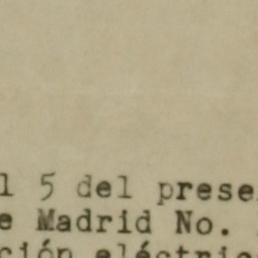 l 5 del prese
e Madrid No.
ción eléctric